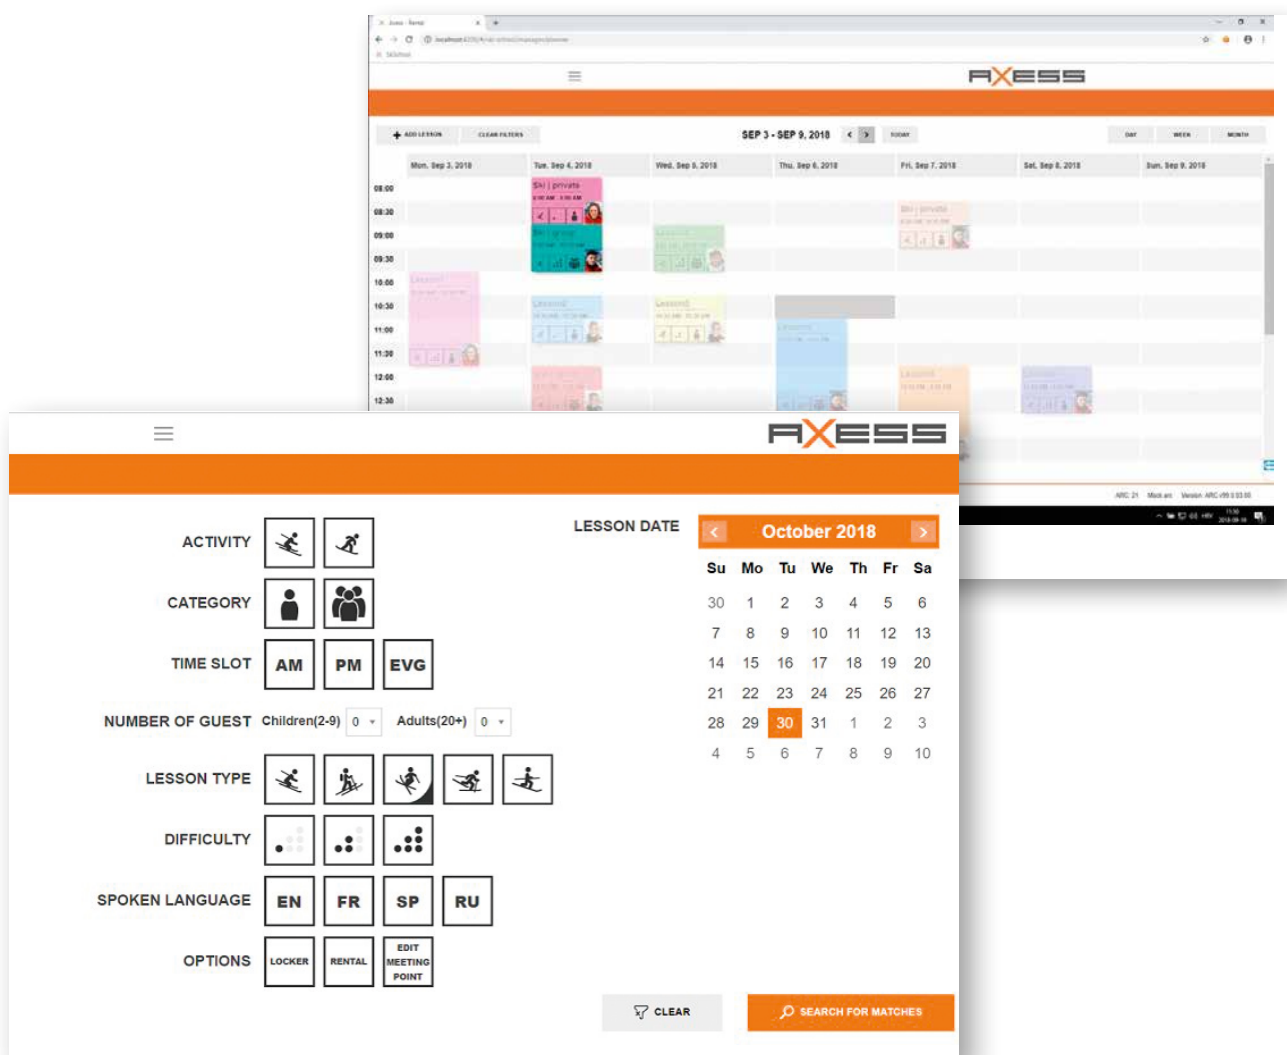 AXESS
ADD LESSON
CLEAR FILTERS
SEP 3 - SEP 9, 2018
TODAY
DAY
WEEK
MONTH
Mon, Sep 3, 2018
Tue, Sep 4, 2018
Wed, Sep 5, 2018
Thu, Sep 6, 2018
Fri, Sep 7, 2018
Sat, Sep 8, 2018
Sun, Sep 9, 2018
08:00
Ski | private
08:30
Ski | private
09:00
Ski | group
09:30
10:00
10:30
11:00
11:30
12:00
12:30
AXESS
ACTIVITY
CATEGORY
TIME SLOT
AM
PM
EVG
NUMBER OF GUEST
Children(2-9)
0
Adults(20+)
0
LESSON TYPE
DIFFICULTY
SPOKEN LANGUAGE
EN
FR
SP
RU
OPTIONS
LOCKER
RENTAL
EDIT
MEETING
POINT
LESSON DATE
October 2018
Su Mo Tu We Th Fr Sa
30 1 2 3 4 5 6
7 8 9 10 11 12 13
14 15 16 17 18 19 20
21 22 23 24 25 26 27
28 29 30 31 1 2 3
4 5 6 7 8 9 10
CLEAR
SEARCH FOR MATCHES